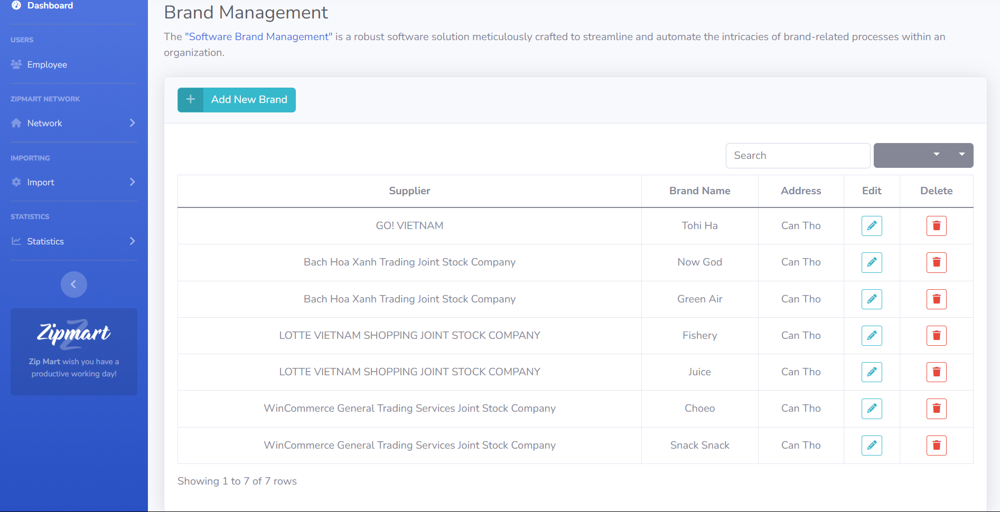 Dashboard
USERS
Employee
ZIPMART NETWORK
Network
IMPORTING
Import
STATISTICS
Statistics
Zipmart
Zip Mart wish you have a
productive working day!
Brand Management
The "Software Brand Management" is a robust software solution meticulously crafted to streamline and automate the intricacies of brand-related processes within an
organization.
Add New Brand
Search
Supplier Brand Name Address Edit Delete
GO! VIETNAM Tohi Ha Can Tho
Bach Hoa Xanh Trading Joint Stock Company Now God Can Tho
Bach Hoa Xanh Trading Joint Stock Company Green Air Can Tho
LOTTE VIETNAM SHOPPING JOINT STOCK COMPANY Fishery Can Tho
LOTTE VIETNAM SHOPPING JOINT STOCK COMPANY Juice Can Tho
WinCommerce General Trading Services Joint Stock Company Choeo Can Tho
WinCommerce General Trading Services Joint Stock Company Snack Snack Can Tho
Showing 1 to 7 of 7 rows